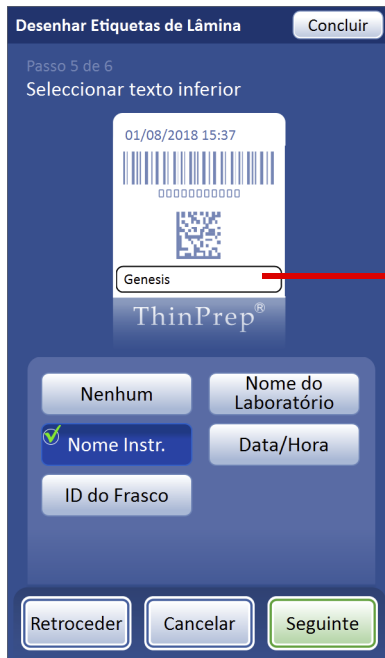 Desenhar Etiquetas de Lâmina
Concluir
Passo 5 de 6
Seleccionar texto inferior
01/08/2018 15:37
00000000000
Genesis
ThinPrep®
Nenhum
Nome do
Laboratório
Nome Instr.
Data/Hora
ID do Frasco
Retroceder
Cancelar
Seguinte